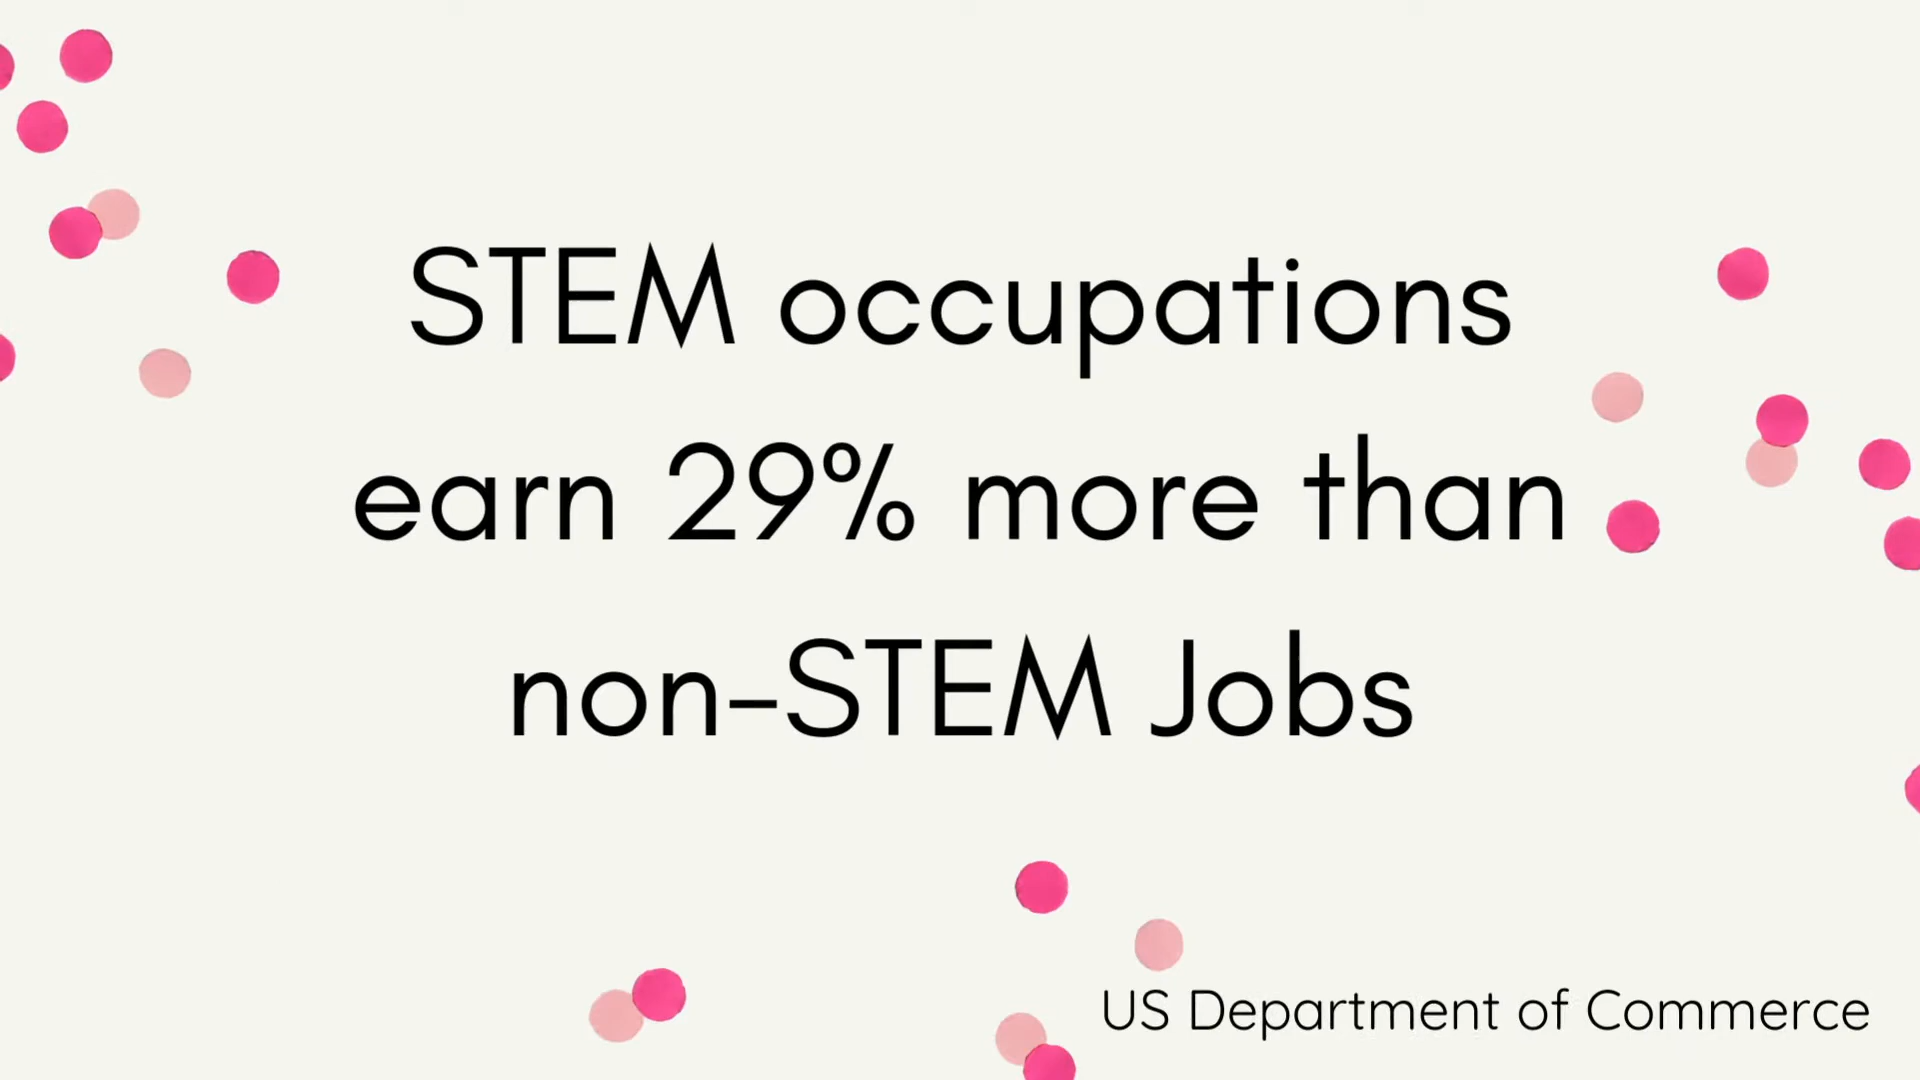 STEM occupations
earn 29% more than
non-STEM Jobs
US Department of Commerce